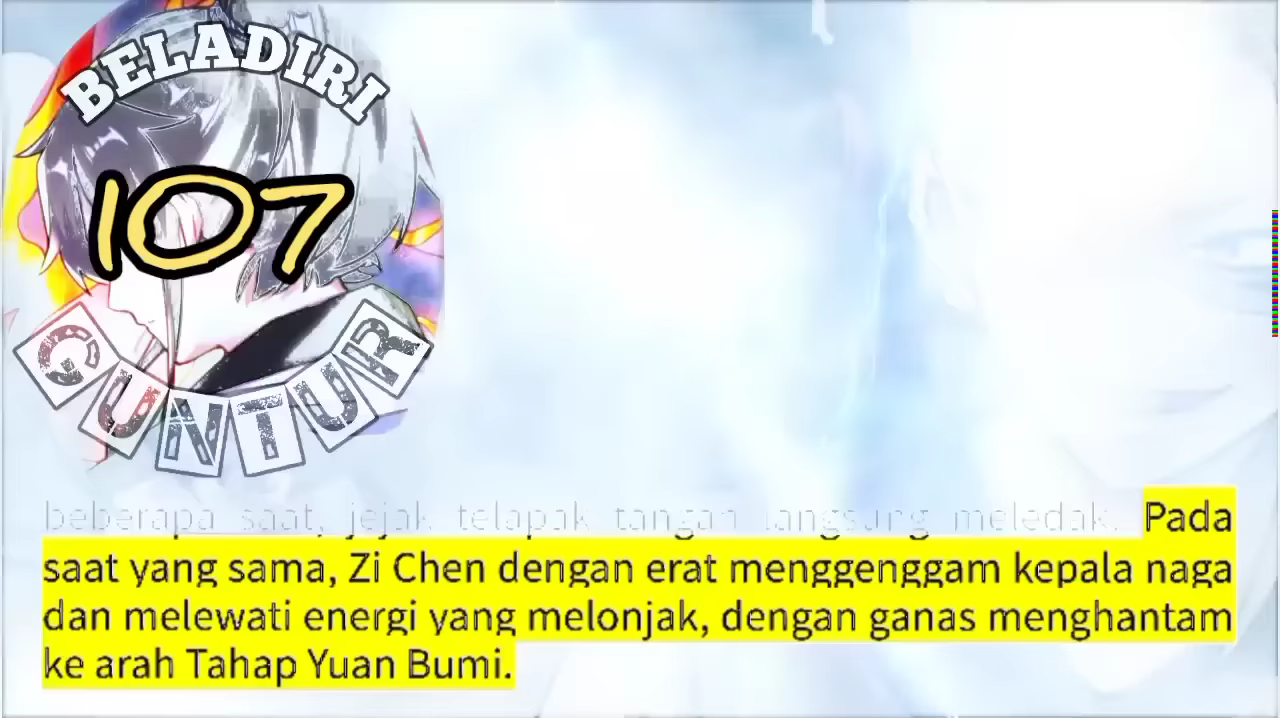 BELADIRI
107
GUNTUR
beberapa saat, jejak telapak tangan langsung meledak. Pada
saat yang sama, Zi Chen dengan erat menggenggam kepala naga
dan melewati energi yang melonjak, dengan ganas menghantam
ke arah Tahap Yuan Bumi.